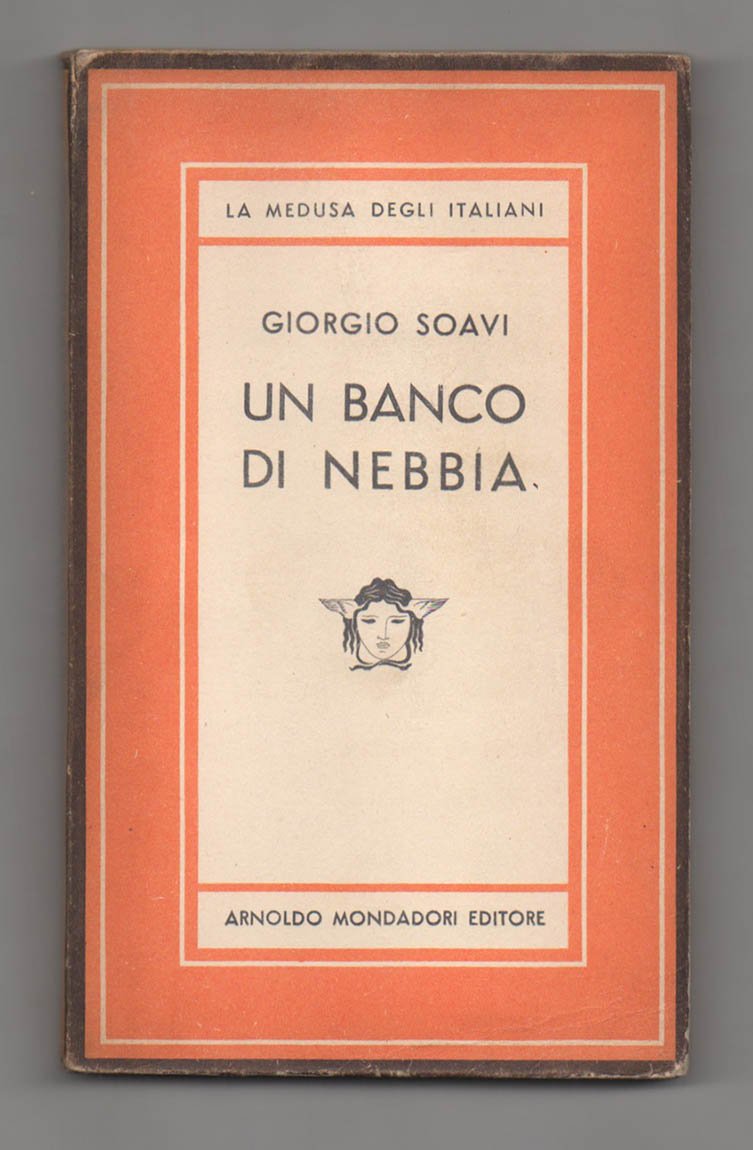 LA MEDUSA DEGLI ITALIANI
GIORGIO SOAVI
UN BANCO
DI NEBBIA
ARNOLDO MONDADORI EDITORE